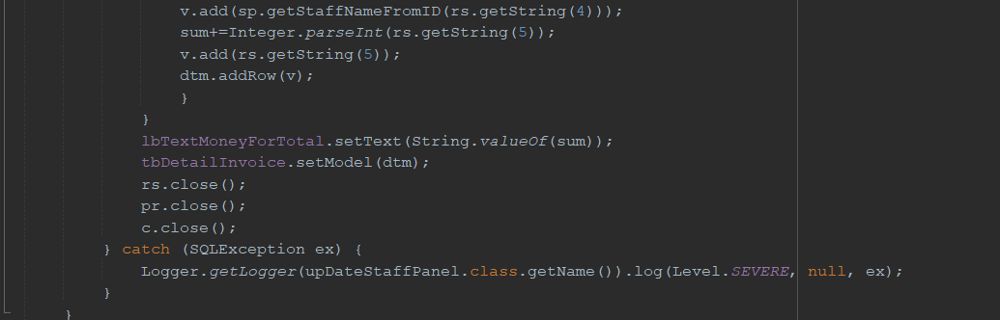 v.add(sp.getStaffNameFromID(rs.getString(4)));
sum+=Integer.parseInt(rs.getString(5));
v.add(rs.getString(5));
dtm.addRow(v);
}
}
lbTextMoneyForTotal.setText(String.valueOf(sum));
tbDetailInvoice.setModel(dtm);
rs.close();
pr.close();
c.close();
} catch (SQLException ex) {
Logger.getLogger(upDateStaffPanel.class.getName()).log(Level.SEVERE, null, ex);
}
}